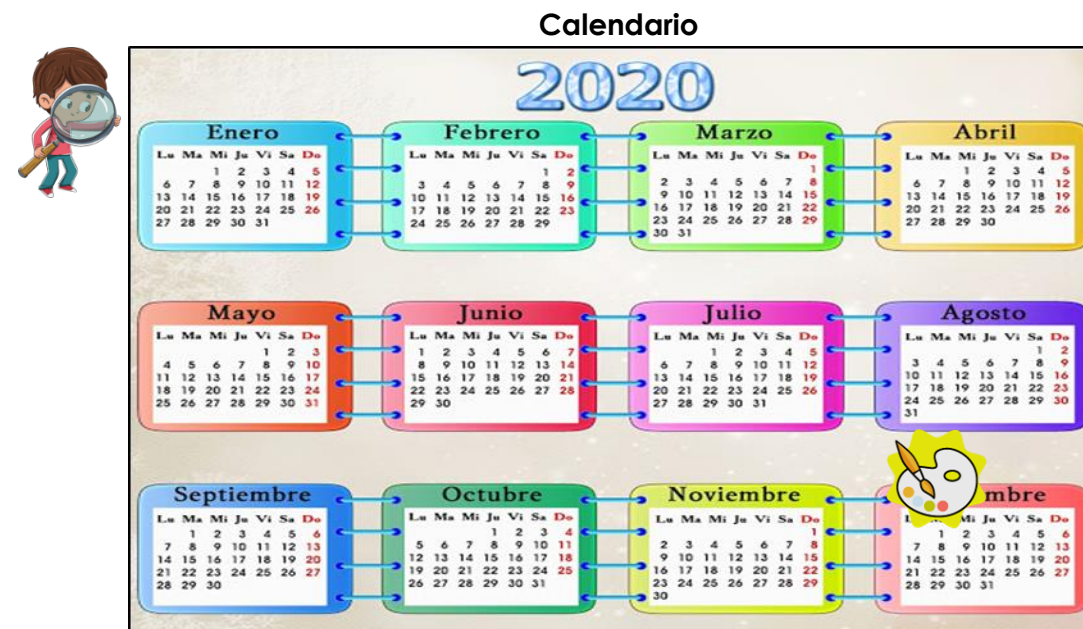 Calendario
2020
Enero
Lu Ma Mi Ju Vi Sa Do
1 2 3 4 5
6 7 8 9 10 11 12
13 14 15 16 17 18 19
20 21 22 23 24 25 26
27 28 29 30 31
Febrero
Lu Ma Mi Ju Vi Sa Do
1 2
3 4 5 6 7 8 9
10 11 12 13 14 15 16
17 18 19 20 21 22 23
24 25 26 27 28 29
Marzo
Lu Ma Mi Ju Vi Sa Do
1
2 3 4 5 6 7 8
9 10 11 12 13 14 15
16 17 18 19 20 21 22
23 24 25 26 27 28 29
30 31
Abril
Lu Ma Mi Ju Vi Sa Do
1 2 3 4 5
6 7 8 9 10 11 12
13 14 15 16 17 18 19
20 21 22 23 24 25 26
27 28 29 30
Mayo
Lu Ma Mi Ju Vi Sa Do
1 2 3
4 5 6 7 8 9 10
11 12 13 14 15 16 17
18 19 20 21 22 23 24
25 26 27 28 29 30 31
Junio
Lu Ma Mi Ju Vi Sa Do
1 2 3 4 5 6 7
8 9 10 11 12 13 14
15 16 17 18 19 20 21
22 23 24 25 26 27 28
29 30
Julio
Lu Ma Mi Ju Vi Sa Do
1 2 3 4 5
6 7 8 9 10 11 12
13 14 15 16 17 18 19
20 21 22 23 24 25 26
27 28 29 30 31
Agosto
Lu Ma Mi Ju Vi Sa Do
1 2
3 4 5 6 7 8 9
10 11 12 13 14 15 16
17 18 19 20 21 22 23
24 25 26 27 28 29 30
31
Septiembre
Lu Ma Mi Ju Vi Sa Do
1 2 3 4 5 6
7 8 9 10 11 12 13
14 15 16 17 18 19 20
21 22 23 24 25 26 27
28 29 30
Octubre
Lu Ma Mi Ju Vi Sa Do
1 2 3 4
5 6 7 8 9 10 11
12 13 14 15 16 17 18
19 20 21 22 23 24 25
26 27 28 29 30 31
Noviembre
Lu Ma Mi Ju Vi Sa Do
1
2 3 4 5 6 7 8
9 10 11 12 13 14 15
16 17 18 19 20 21 22
23 24 25 26 27 28 29
30
mbre
Mi Ju Vi Sa Do
1 2 3 4 5 6
7 8 9 10 11 12 13
14 15 16 17 18 19 20
21 22 23 24 25 26 27
28 29 30 31